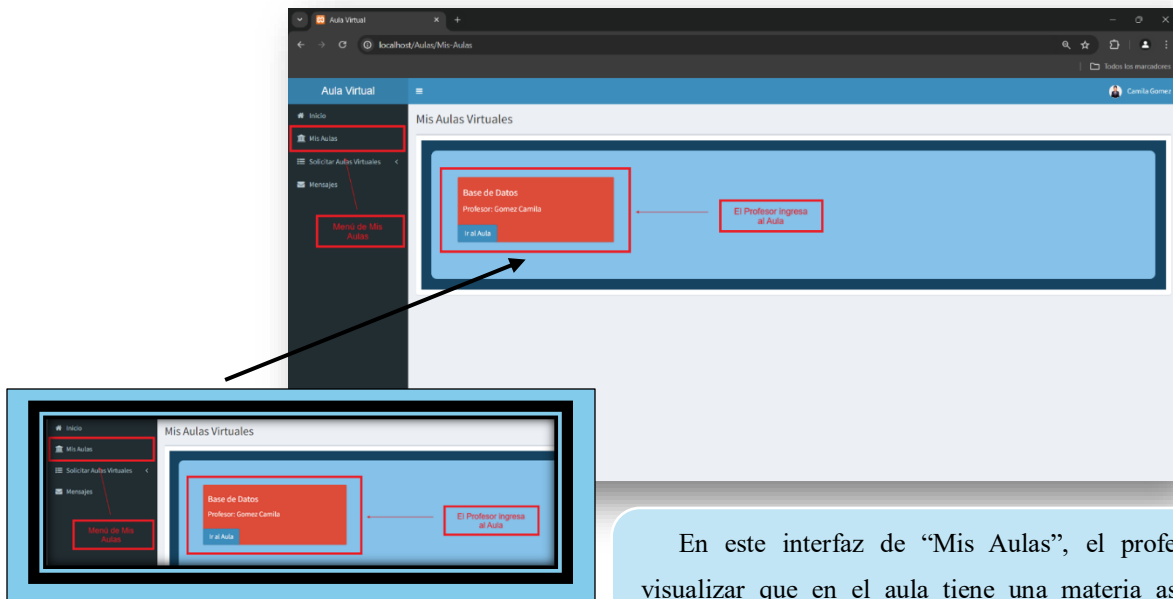 Aula Virtual
localhost/Aulas/Mis-Aulas
Todos los marcadores
Aula Virtual
Camila Gomez
Inicio
Mis Aulas
Solicitar Aulas Virtuales
Mensajes
Menú de Mis
Aulas
Mis Aulas Virtuales
Base de Datos
Profesor: Gomez Camila
Ir al Aula
El Profesor ingresa
al Aula
Inicio
Mis Aulas
Solicitar Aulas Virtuales
Mensajes
Menú de Mis
Aulas
Mis Aulas Virtuales
Base de Datos
Profesor: Gomez Camila
Ir al Aula
El Profesor ingresa
al Aula
En este interfaz de “Mis Aulas”, el profe
visualizar que en el aula tiene una materia as